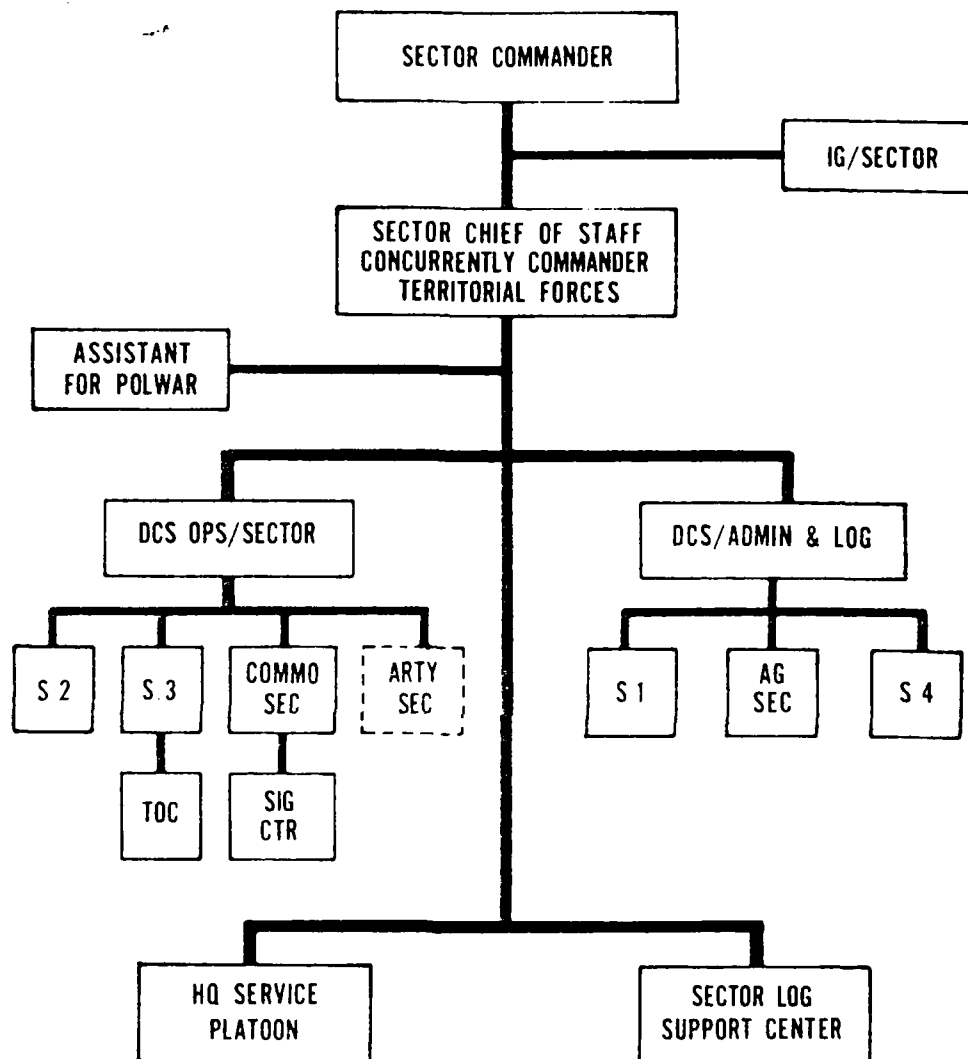 SECTOR COMMANDER
IG/SECTOR
SECTOR CHIEF OF STAFF
CONCURRENTLY COMMANDER
TERRITORIAL FORCES
ASSISTANT
FOR POLWAR
DCS OPS/SECTOR
DCS/ADMIN & LOG
S 2
S.3
COMMO
SEC
ARTY
SEC
S 1
AG
SEC
S 4
TOC
SIG
CTR
HQ SERVICE
PLATOON
SECTOR LOG
SUPPORT CENTER